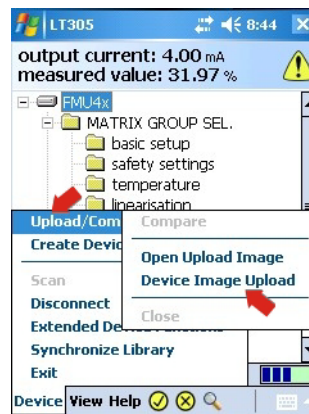 LT305 8:44
output current: 4.00 mA
measured value: 31.97 %
FMU4x
MATRIX GROUP SEL.
basic setup
safety settings
temperature
linearisation
Upload/Com
Compare
Create Devic
Open Upload Image
Scan
Device Image Upload
Disconnect
Close
Extended Device Functions
Synchronize Library
Exit
Device View Help